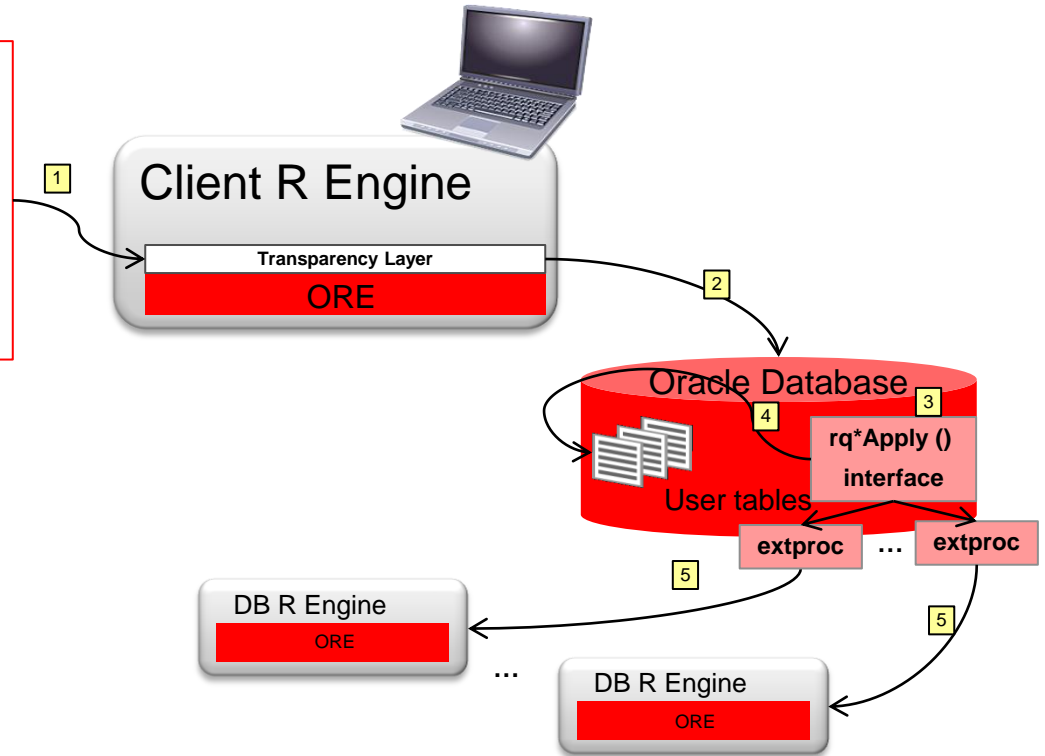 1
Client R Engine
Transparency Layer
ORE
2
Oracle Database
3
4
rq*Apply ()
interface
User tables
extproc
...
extproc
5
5
DB R Engine
ORE
...
DB R Engine
ORE